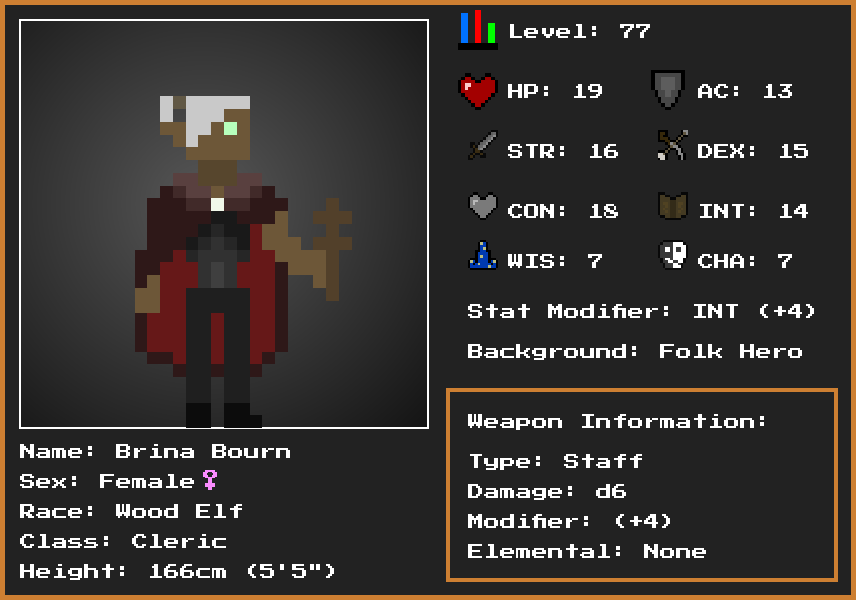 Level: 77
HP: 19 AC: 13
STR: 16 DEX: 15
CON: 18 INT: 14
WIS: 7 CHA: 7
Stat Modifier: INT (+4)
Background: Folk Hero
Weapon Information:
Type: Staff
Damage: d6
Modifier: (+4)
Elemental: None
Name: Brina Bourn
Sex: Female♀
Race: Wood Elf
Class: Cleric
Height: 166cm (5'5")